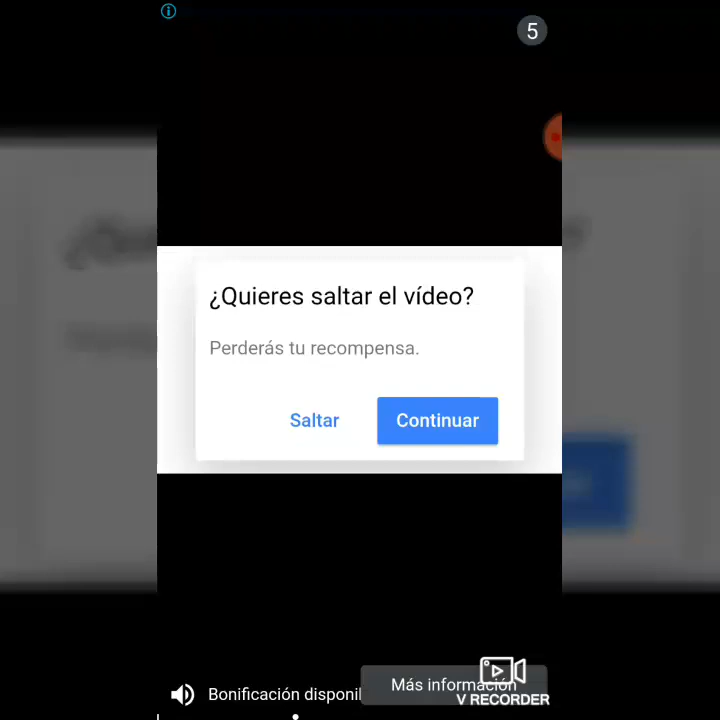 5
¿Quieres saltar el vídeo?
Perderás tu recompensa.
Saltar
Continuar
Más información
V RECORDER
Bonificación disponil